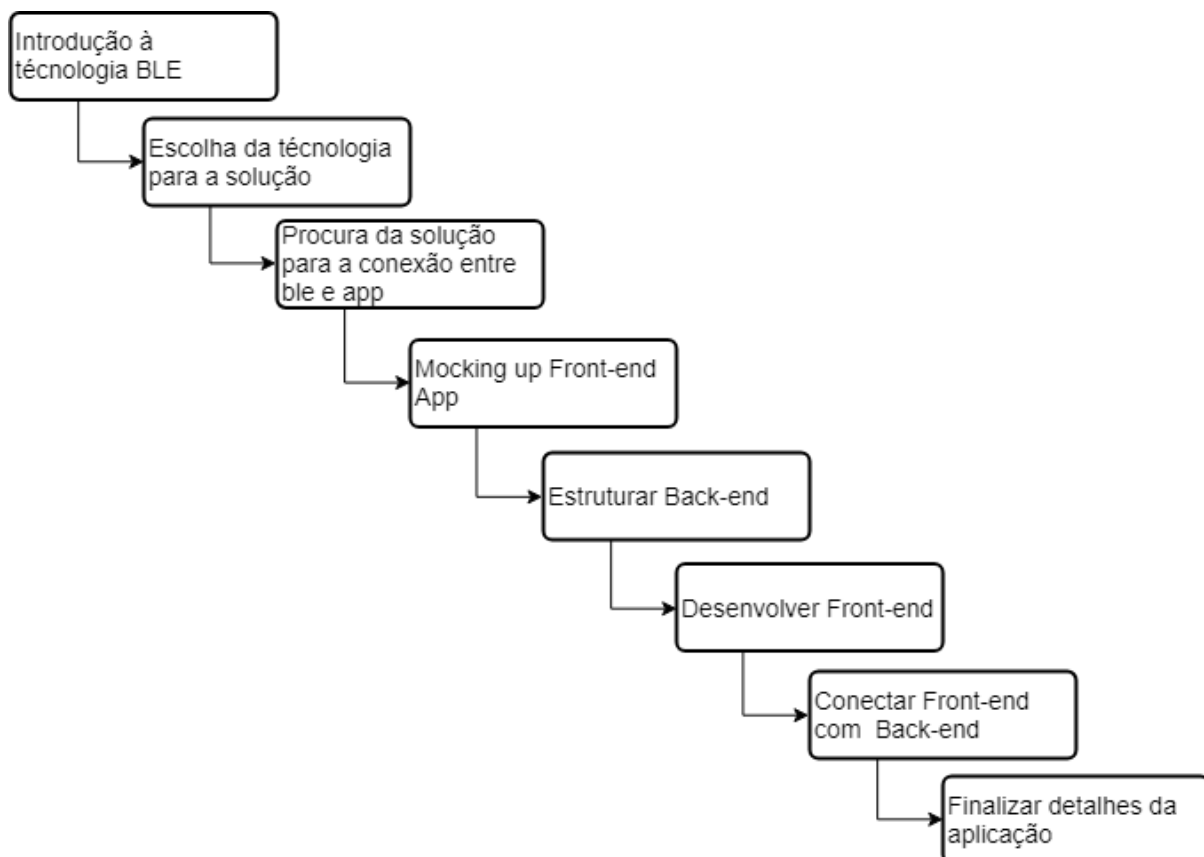 Introdução à
técnologia BLE
Escolha da técnologia
para a solução
Procura da solução
para a conexão entre
ble e app
Mocking up Front-end
App
Estruturar Back-end
Desenvolver Front-end
Conectar Front-end
com  Back-end
Finalizar detalhes da
aplicação